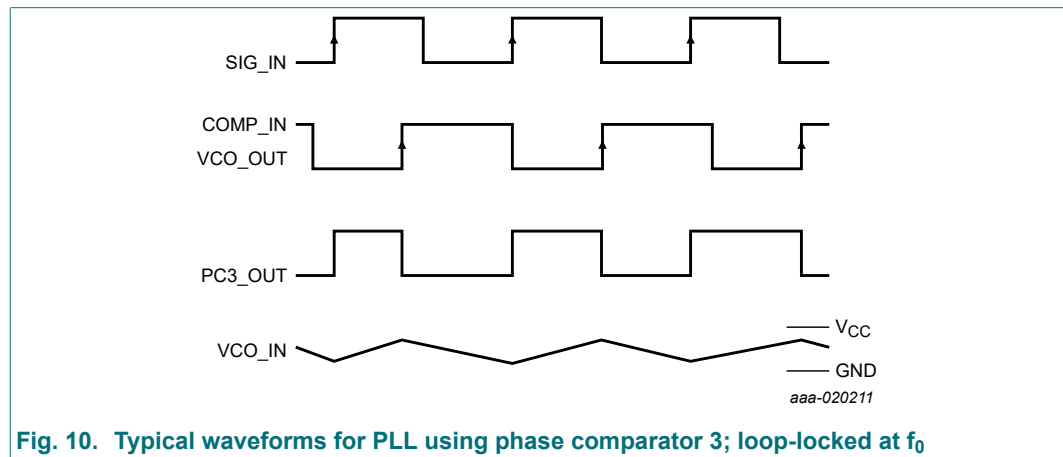 SIG_IN
COMP_IN
VCO_OUT
PC3_OUT
VCO_IN
VCC
GND
aaa-020211
Fig. 10. Typical waveforms for PLL using phase comparator 3; loop-locked at f0